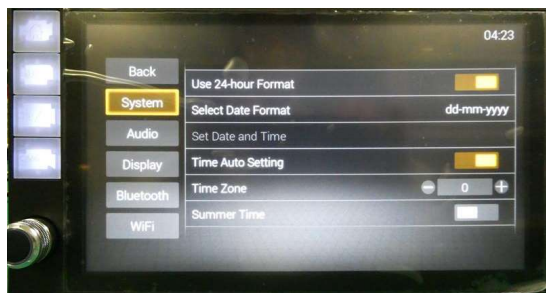 04:23
Back
Use 24-hour Format
System
Select Date Format dd-mm-yyyy
Audio
Set Date and Time
Display
Time Auto Setting
Bluetooth
Time Zone 0
Summer Time
WiFi